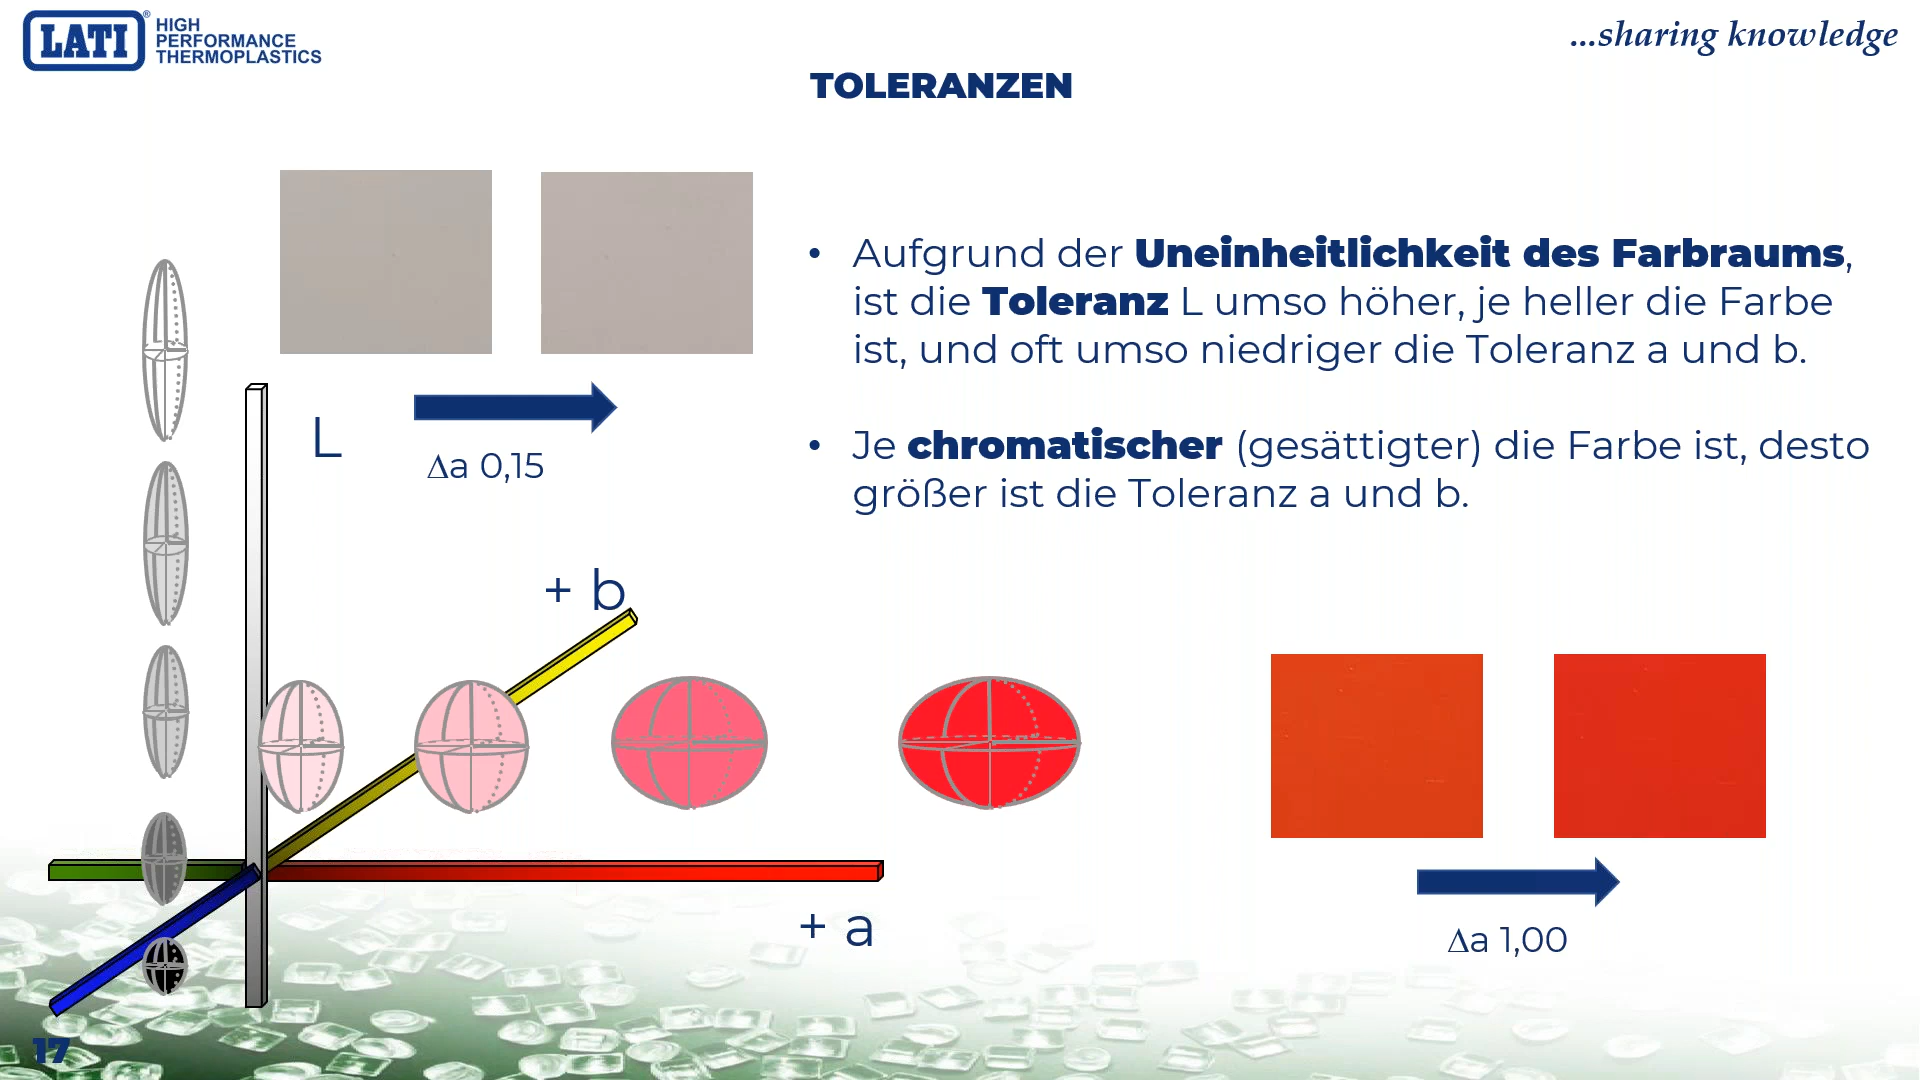 LATI®
HIGH
PERFORMANCE
THERMOPLASTICS
...sharing knowledge
TOLERANZEN
• Aufgrund der Uneinheitlichkeit des Farbraums,
ist die Toleranz L umso höher, je heller die Farbe
ist, und oft umso niedriger die Toleranz a und b.
• Je chromatischer (gesättigter) die Farbe ist, desto
größer ist die Toleranz a und b.
L
Δa 0,15
+ b
+ a
Δa 1,00
17